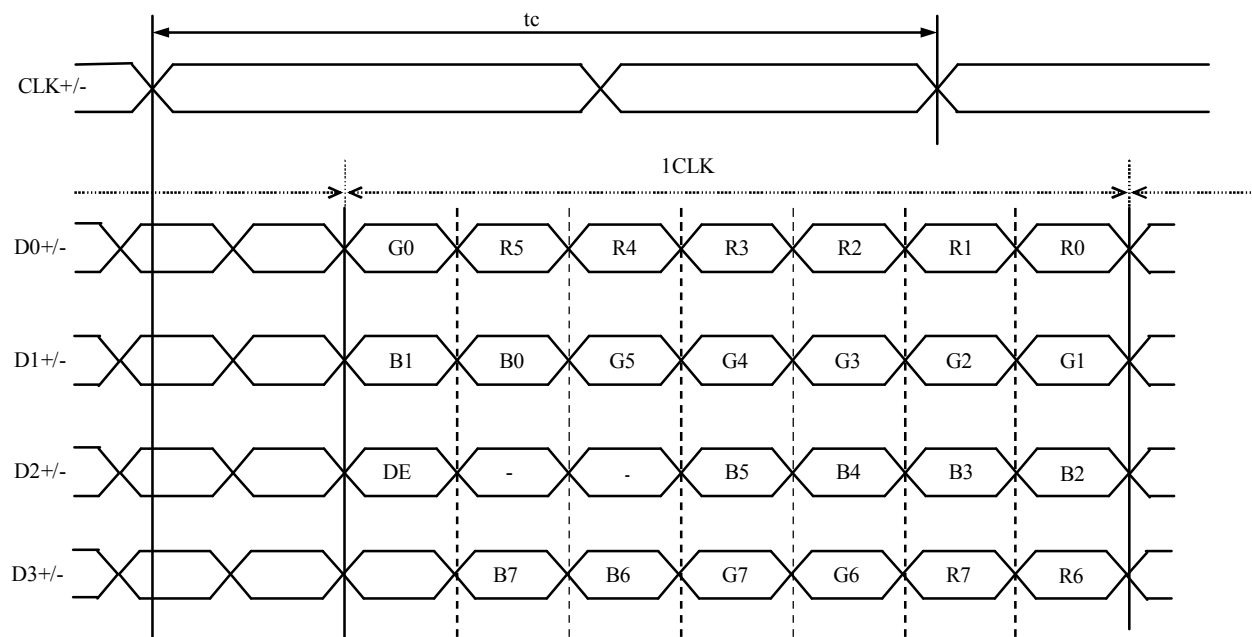 tc
CLK+/-
1CLK
D0+/- G0 R5 R4 R3 R2 R1 R0
D1+/- B1 B0 G5 G4 G3 G2 G1
D2+/- DE - - B5 B4 B3 B2
D3+/- B7 B6 G7 G6 R7 R6